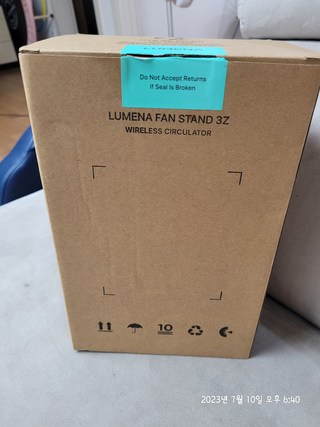 LUMENA
Do Not Accept Returns
If Seal Is Broken
LUMENA FAN STAND 3Z
WIRELESS CIRCULATOR
10
2023년 7월 10일 오후 6:40